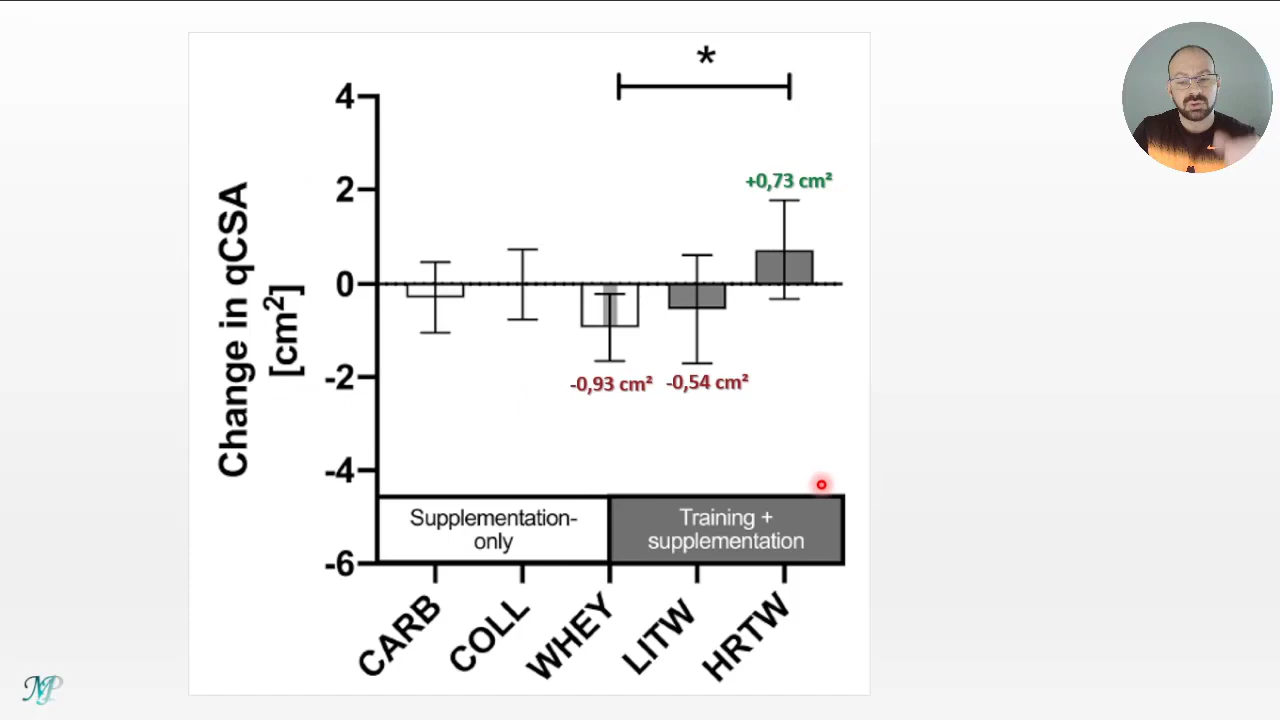 *
4
+0,73 cm²
2
0
-2
-0,93 cm²
-0,54 cm²
-4
-6
Change in qCSA
[cm²]
Supplementation-
only
Training +
supplementation
CARB
COLL
WHEY
LITW
HRTW
MP